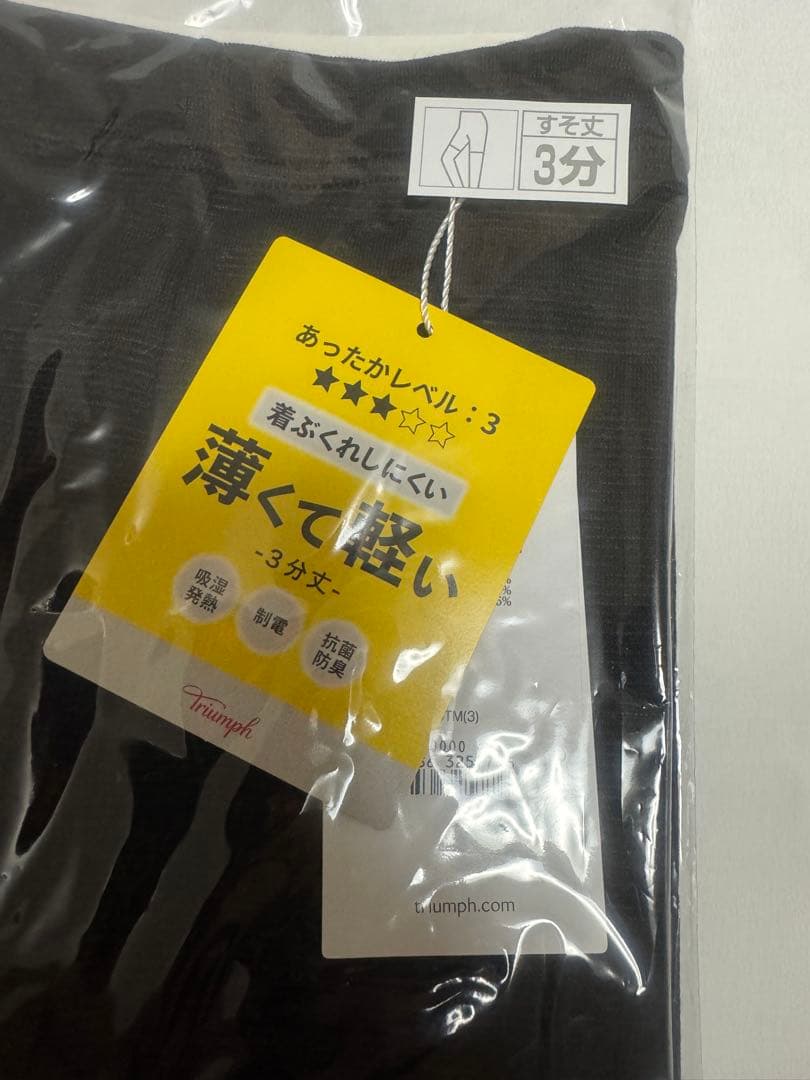 すそ丈
3分
あったかレベル：3
★★★☆☆
着ぶくれしにくい
薄くて軽い
-3分丈-
吸湿
発熱
制電
抗菌
防臭
Triumph
TM(3)
triumph.com